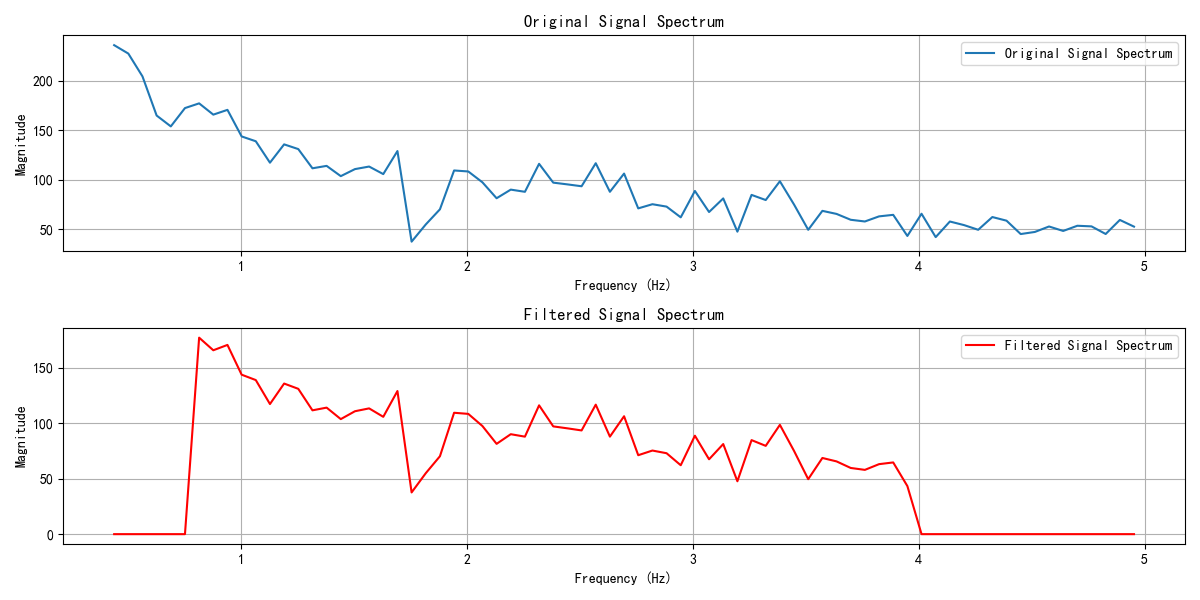 Original Signal Spectrum
Original Signal Spectrum
200
150
100
50
Magnitude
1 2 3 4 5
Frequency (Hz)
Filtered Signal Spectrum
Filtered Signal Spectrum
150
100
50
0
Magnitude
1 2 3 4 5
Frequency (Hz)